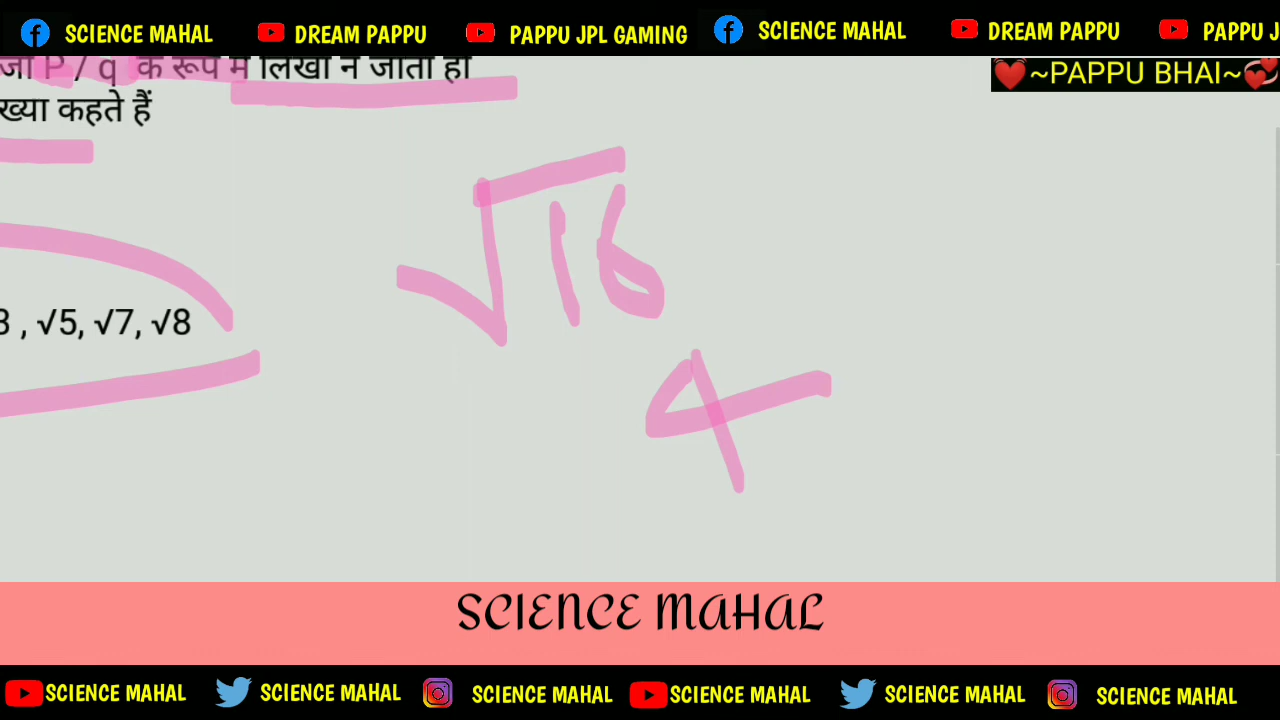 SCIENCE MAHAL DREAM PAPPU PAPPU JPL GAMING SCIENCE MAHAL DREAM PAPPU PAPPU J
~PAPPU BHAI~
जो P / q के रूप में लिखा न जाता हो
ख्या कहते हैं
√16
3 , √5, √7, √8
4
SCIENCE MAHAL
SCIENCE MAHAL SCIENCE MAHAL SCIENCE MAHAL SCIENCE MAHAL SCIENCE MAHAL SCIENCE MAHAL